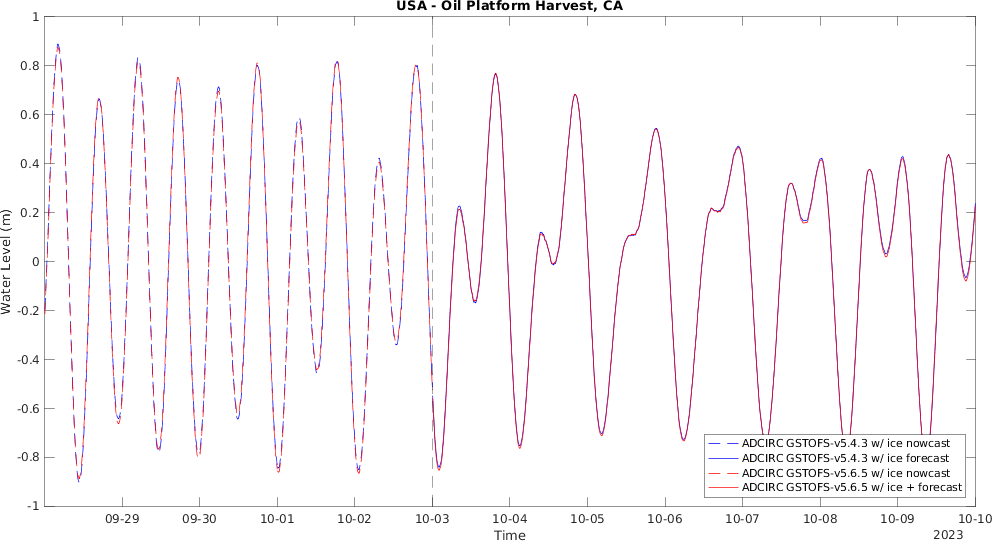 USA - Oil Platform Harvest, CA
1
0.8
0.6
0.4
0.2
0
-0.2
-0.4
-0.6
-0.8
-1
Water Level (m)
ADCIRC GSTOFS-v5.4.3 w/ ice nowcast
ADCIRC GSTOFS-v5.4.3 w/ ice forecast
ADCIRC GSTOFS-v5.6.5 w/ ice nowcast
ADCIRC GSTOFS-v5.6.5 w/ ice + forecast
09-29 09-30 10-01 10-02 10-03 10-04 10-05 10-06 10-07 10-08 10-09 10-10
Time
2023